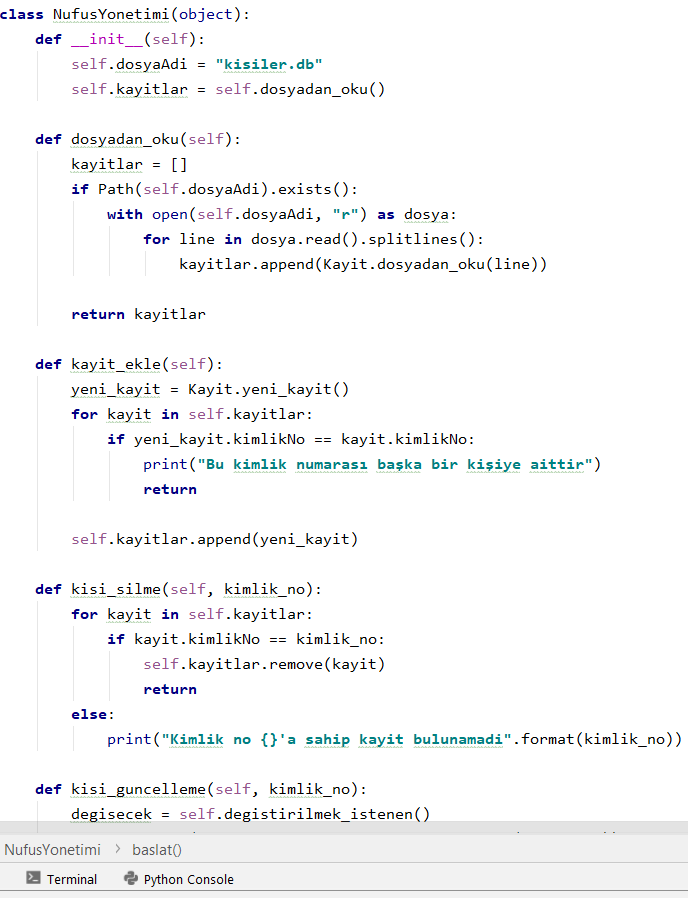 class NufusYonetimi(object):
    def __init__(self):
        self.dosyaAdi = "kisiler.db"
        self.kayitlar = self.dosyadan_oku()
    def dosyadan_oku(self):
        kayitlar = []
        if Path(self.dosyaAdi).exists():
            with open(self.dosyaAdi, "r") as dosya:
                for line in dosya.read().splitlines():
                    kayitlar.append(Kayit.dosyadan_oku(line))
        return kayitlar
    def kayit_ekle(self):
        yeni_kayit = Kayit.yeni_kayit()
        for kayit in self.kayitlar:
            if yeni_kayit.kimlikNo == kayit.kimlikNo:
                print("Bu kimlik numarası başka bir kişiye aittir")
                return
        self.kayitlar.append(yeni_kayit)
    def kisi_silme(self, kimlik_no):
        for kayit in self.kayitlar:
            if kayit.kimlikNo == kimlik_no:
                self.kayitlar.remove(kayit)
                return
        else:
            print("Kimlik no {}'a sahip kayit bulunamadi".format(kimlik_no))
    def kisi_guncelleme(self, kimlik_no):
        degisecek = self.degistirilmek_istenen()
NufusYonetimi > baslat()
Terminal Python Console